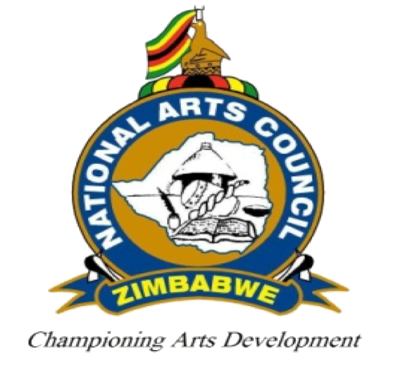 NATIONAL ARTS COUNCIL
ZIMBABWE
Championing Arts Development